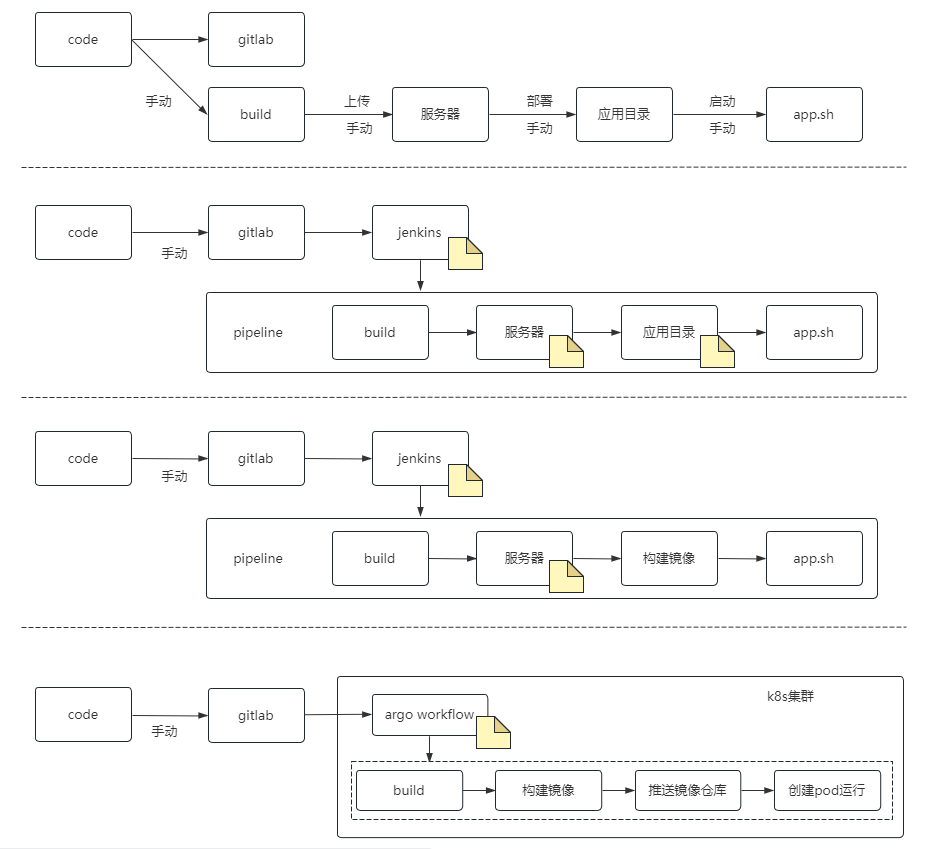 code
gitlab
手动
build
上传
手动
服务器
部署
手动
应用目录
启动
手动
app.sh
code
手动
gitlab
jenkins
pipeline
build
服务器
应用目录
app.sh
code
手动
gitlab
jenkins
pipeline
build
服务器
构建镜像
app.sh
k8s集群
code
手动
gitlab
argo workflow
build
构建镜像
推送镜像仓库
创建pod运行